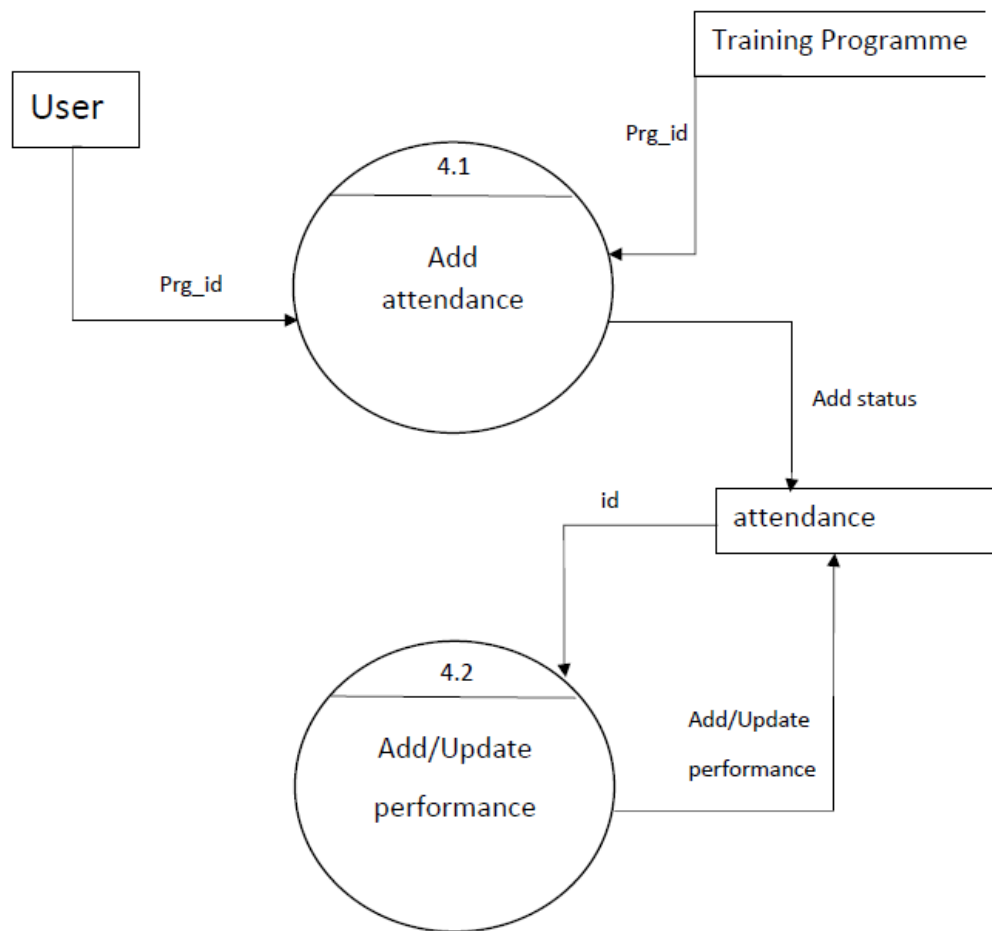 Training Programme
User
Prg_id
4.1
Add
attendance
Prg_id
Add status
id
attendance
4.2
Add/Update
performance
Add/Update
performance